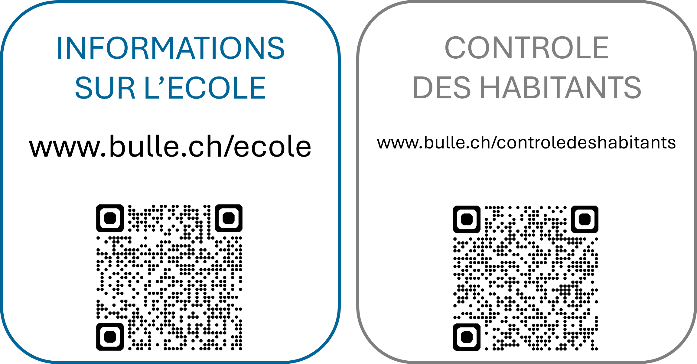 INFORMATIONS
SUR L’ECOLE
www.bulle.ch/ecole
CONTROLE
DES HABITANTS
www.bulle.ch/controledeshabitants